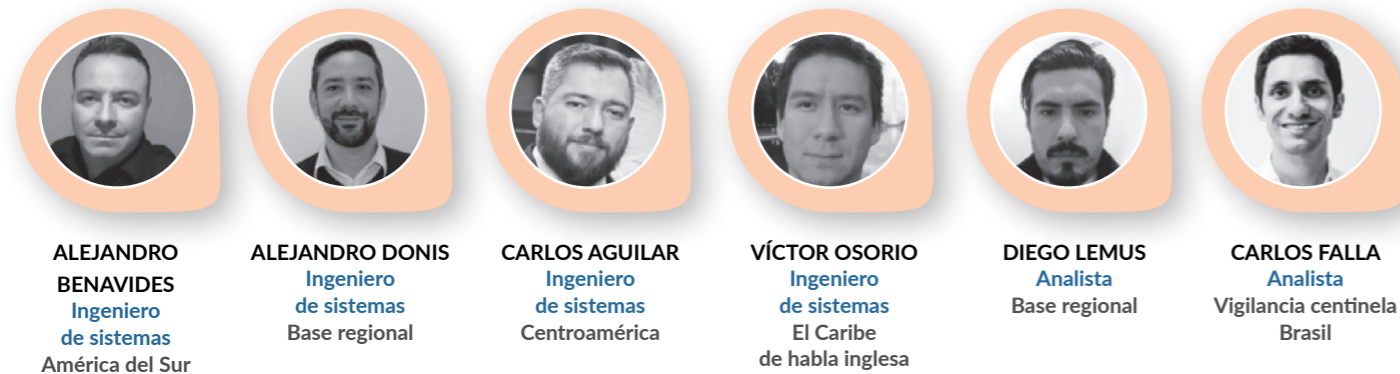 ALEJANDRO
BENAVIDES
Ingeniero
de sistemas
América del Sur
ALEJANDRO DONIS
Ingeniero
de sistemas
Base regional
CARLOS AGUILAR
Ingeniero
de sistemas
Centroamérica
VÍCTOR OSORIO
Ingeniero
de sistemas
El Caribe
de habla inglesa
DIEGO LEMUS
Analista
Base regional
CARLOS FALLA
Analista
Vigilancia centinela
Brasil